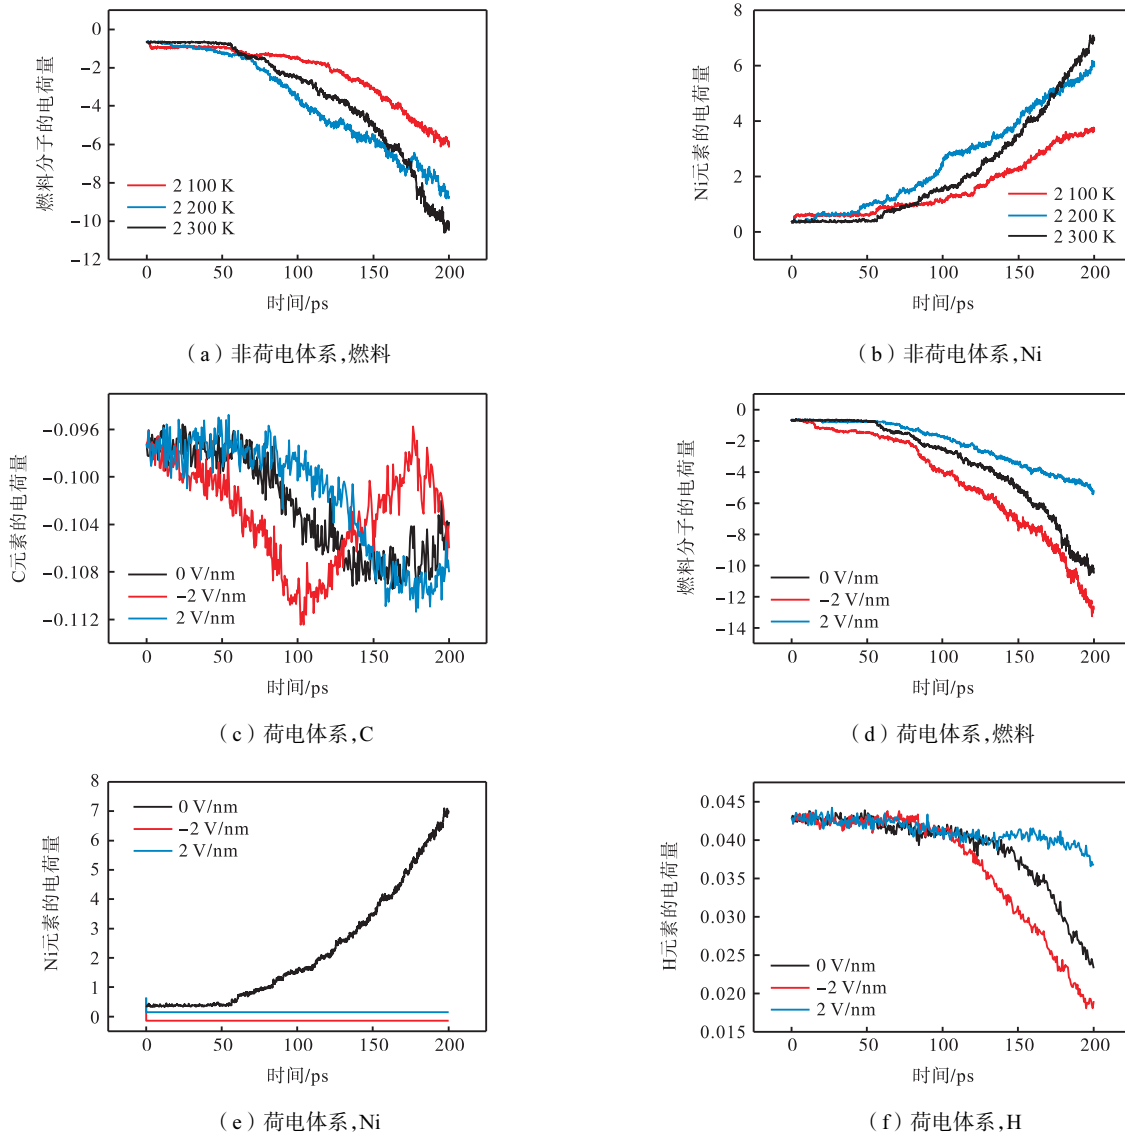 燃料分子的电荷量
0
-2
-4
-6
-8
-10
-12
2 100 K
2 200 K
2 300 K
0 50 100 150 200
时间/ps
（a）非荷电体系,燃料
Ni元素的电荷量
8
6
4
2
0
2 100 K
2 200 K
2 300 K
0 50 100 150 200
时间/ps
（b）非荷电体系,Ni
C元素的电荷量
-0.096
-0.100
-0.104
-0.108
-0.112
0 V/nm
-2 V/nm
2 V/nm
0 50 100 150 200
时间/ps
（c）荷电体系,C
燃料分子的电荷量
0
-2
-4
-6
-8
-10
-12
-14
0 V/nm
-2 V/nm
2 V/nm
0 50 100 150 200
时间/ps
（d）荷电体系,燃料
Ni元素的电荷量
8
7
6
5
4
3
2
1
0
0 V/nm
-2 V/nm
2 V/nm
0 50 100 150 200
时间/ps
（e）荷电体系,Ni
H元素的电荷量
0.045
0.040
0.035
0.030
0.025
0.020
0.015
0 V/nm
-2 V/nm
2 V/nm
0 50 100 150 200
时间/ps
（f）荷电体系,H